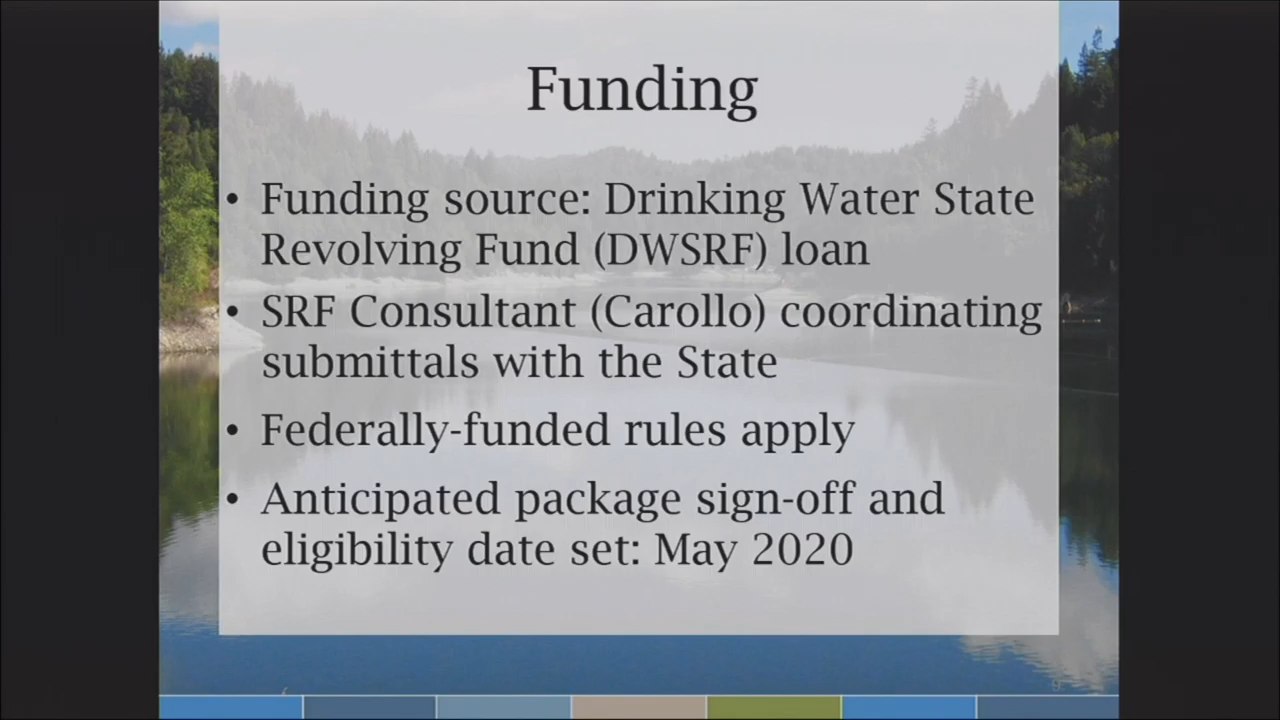 Funding
• Funding source: Drinking Water State
Revolving Fund (DWSRF) loan
• SRF Consultant (Carollo) coordinating
submittals with the State
• Federally-funded rules apply
• Anticipated package sign-off and
eligibility date set: May 2020